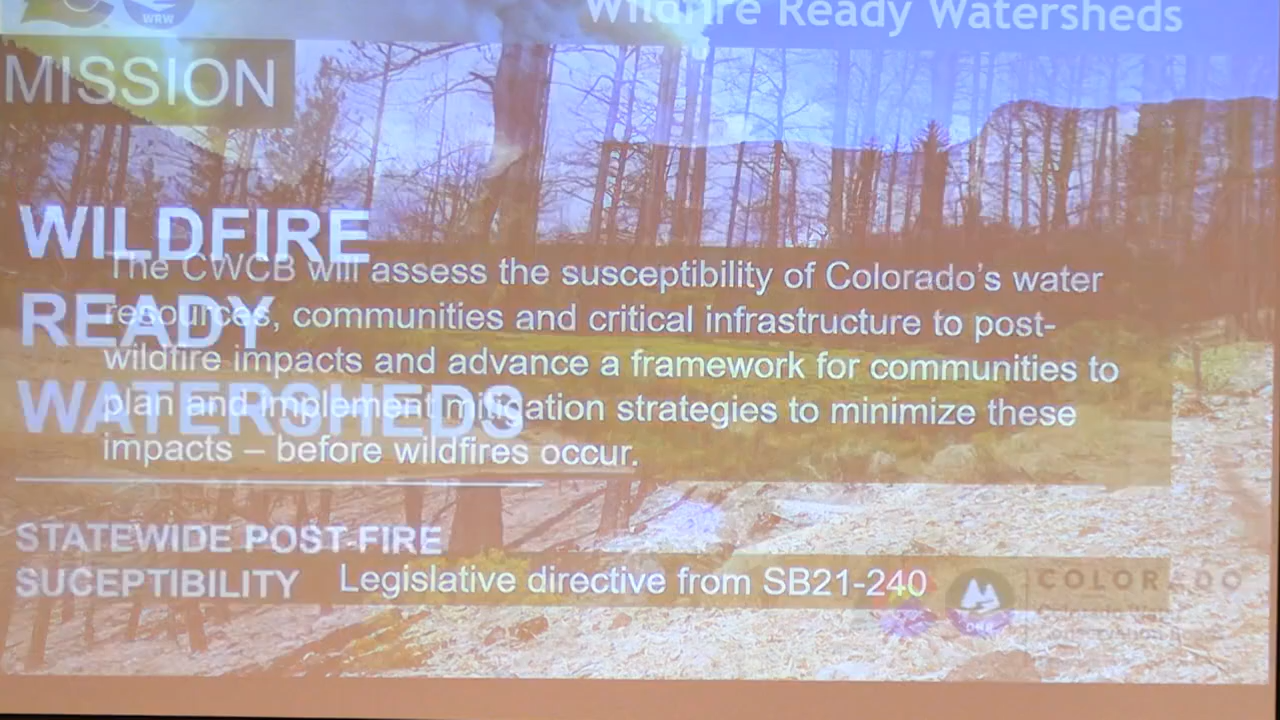 Wildfire Ready Watersheds
WRW
MISSION
WILDFIRE
READY
WATERSHEDS
The CWCB will assess the susceptibility of Colorado's water
resources, communities and critical infrastructure to post-
wildfire impacts and advance a framework for communities to
plan and implement mitigation strategies to minimize these
impacts – before wildfires occur.
STATEWIDE POST-FIRE
SUCEPTIBILITY
Legislative directive from SB21-240
COLORADO
DNR